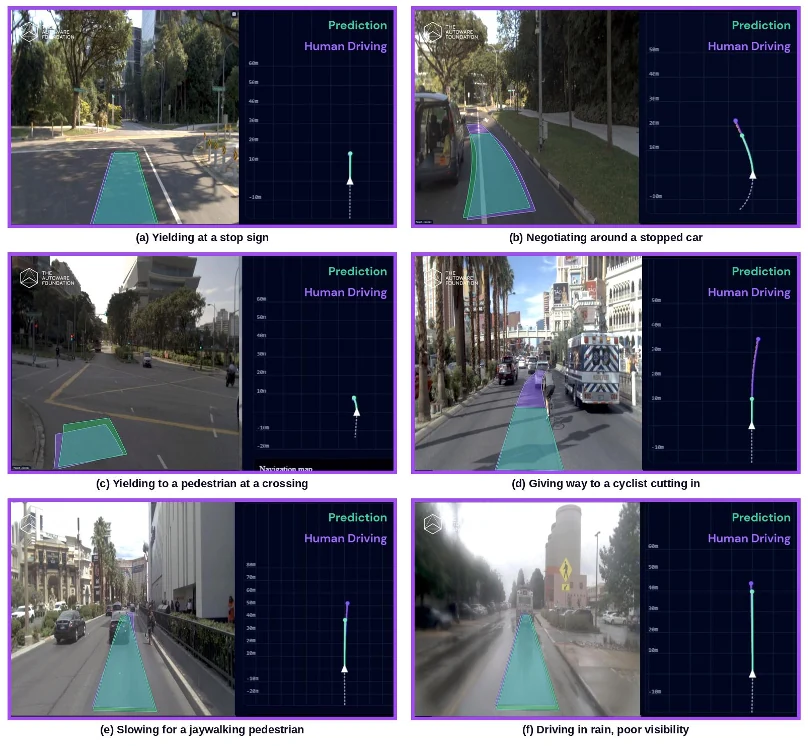 THE
AUTOWARE
FOUNDATION
Prediction
Human Driving
60m
50m
40m
30m
20m
10m
-10m
(a) Yielding at a stop sign
THE
AUTOWARE
FOUNDATION
Prediction
Human Driving
50m
40m
30m
20m
10m
-10m
(b) Negotiating around a stopped car
THE
AUTOWARE
FOUNDATION
Prediction
Human Driving
60m
50m
40m
30m
20m
10m
-10m
-20m
Navigation map
(c) Yielding to a pedestrian at a crossing
THE
AUTOWARE
FOUNDATION
Prediction
Human Driving
50m
40m
30m
20m
10m
-10m
(d) Giving way to a cyclist cutting in
Prediction
Human Driving
80m
70m
60m
50m
40m
30m
20m
10m
-10m
-20m
(e) Slowing for a jaywalking pedestrian
Prediction
Human Driving
60m
50m
40m
30m
20m
10m
-10m
(f) Driving in rain, poor visibility